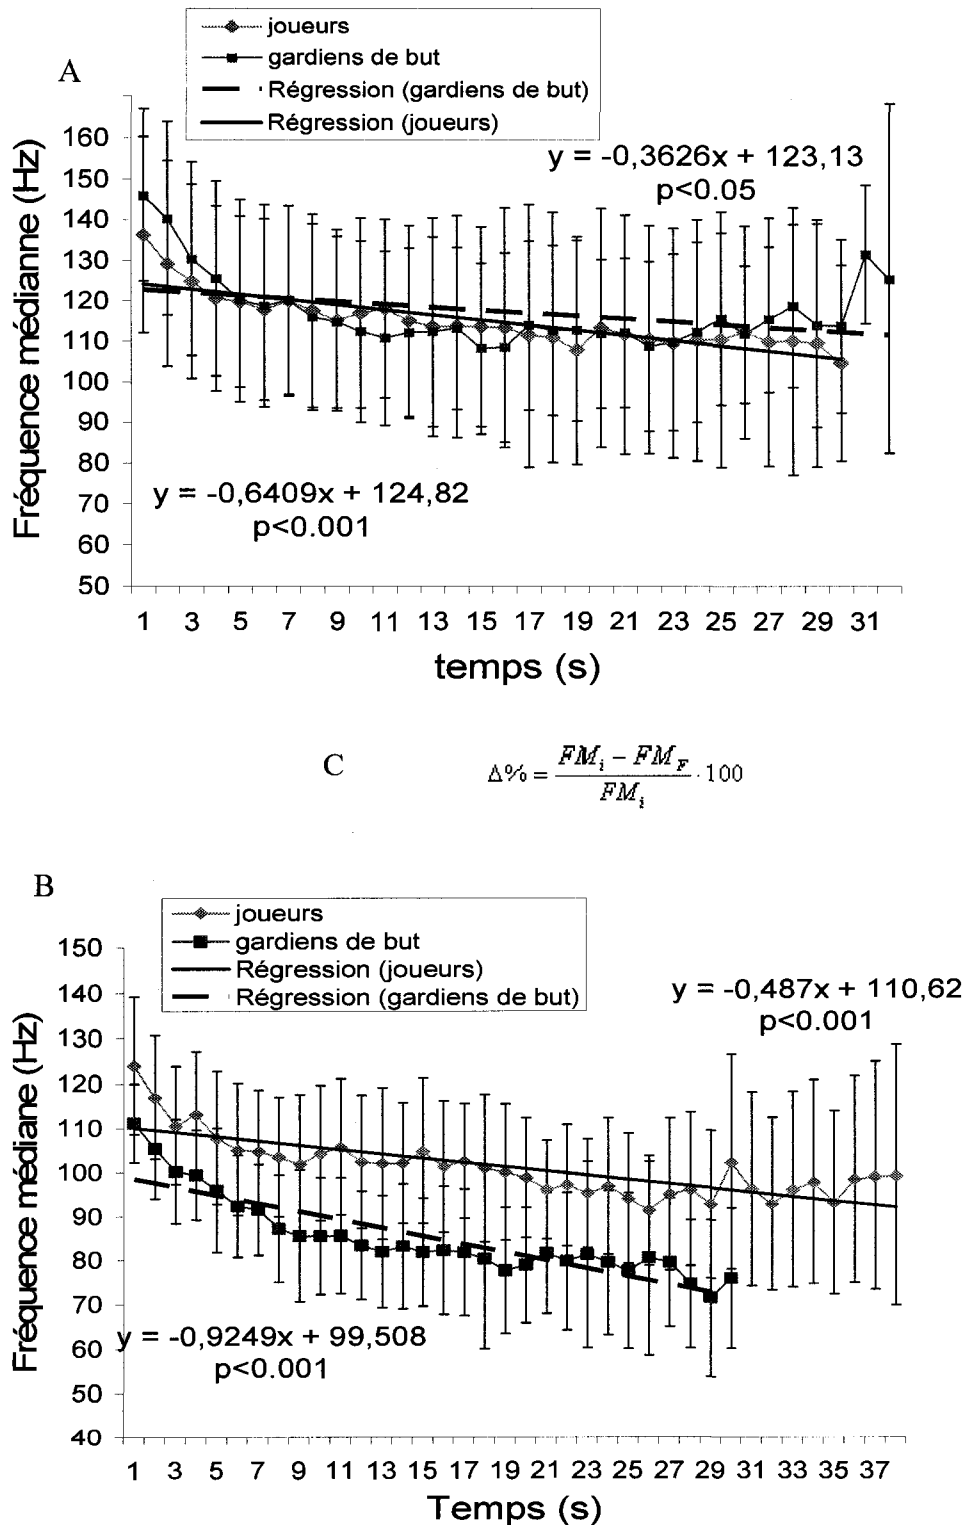 A
joueurs
gardiens de but
Régression (gardiens de but)
Régression (joueurs)
Fréquence médianne (Hz)
160
150
140
130
120
110
100
90
80
70
60
50
y = -0,3626x + 123,13
p<0.05
y = -0,6409x + 124,82
p<0.001
1 3 5 7 9 11 13 15 17 19 21 23 25 27 29 31
temps (s)
C
Δ% = (FM_i − FM_F) / FM_i · 100
B
joueurs
gardiens de but
Régression (joueurs)
Régression (gardiens de but)
Fréquence médiane (Hz)
150
140
130
120
110
100
90
80
70
60
50
40
y = -0,487x + 110,62
p<0.001
y = -0,9249x + 99,508
p<0.001
1 3 5 7 9 11 13 15 17 19 21 23 25 27 29 31 33 35 37
Temps (s)